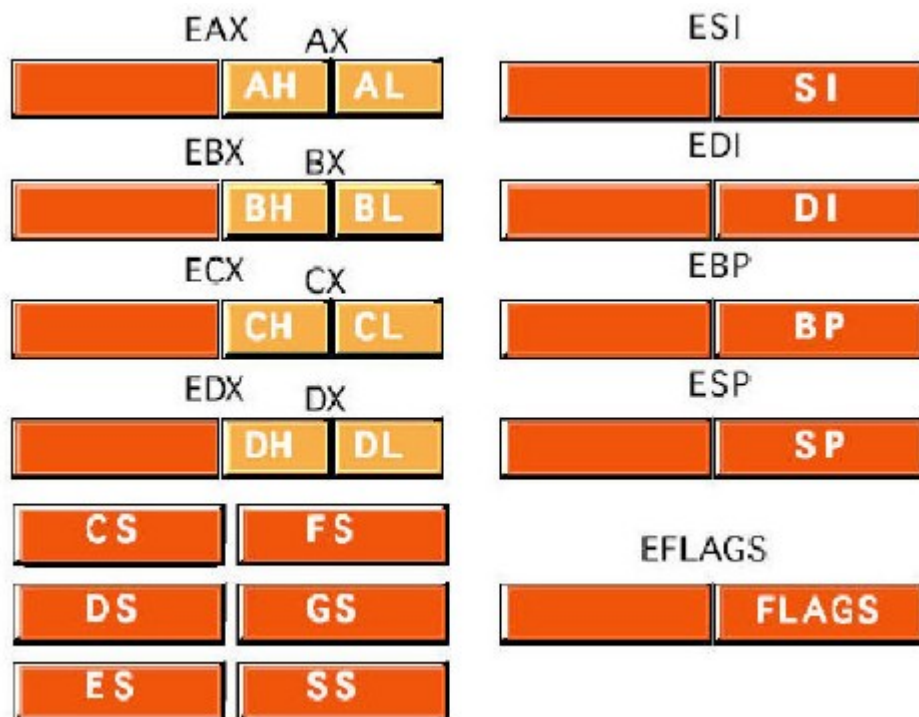 EAX AX ESI
AH AL SI
EBX BX EDI
BH BL DI
ECX CX EBP
CH CL BP
EDX DX ESP
DH DL SP
CS FS
EFLAGS
DS GS FLAGS
ES SS